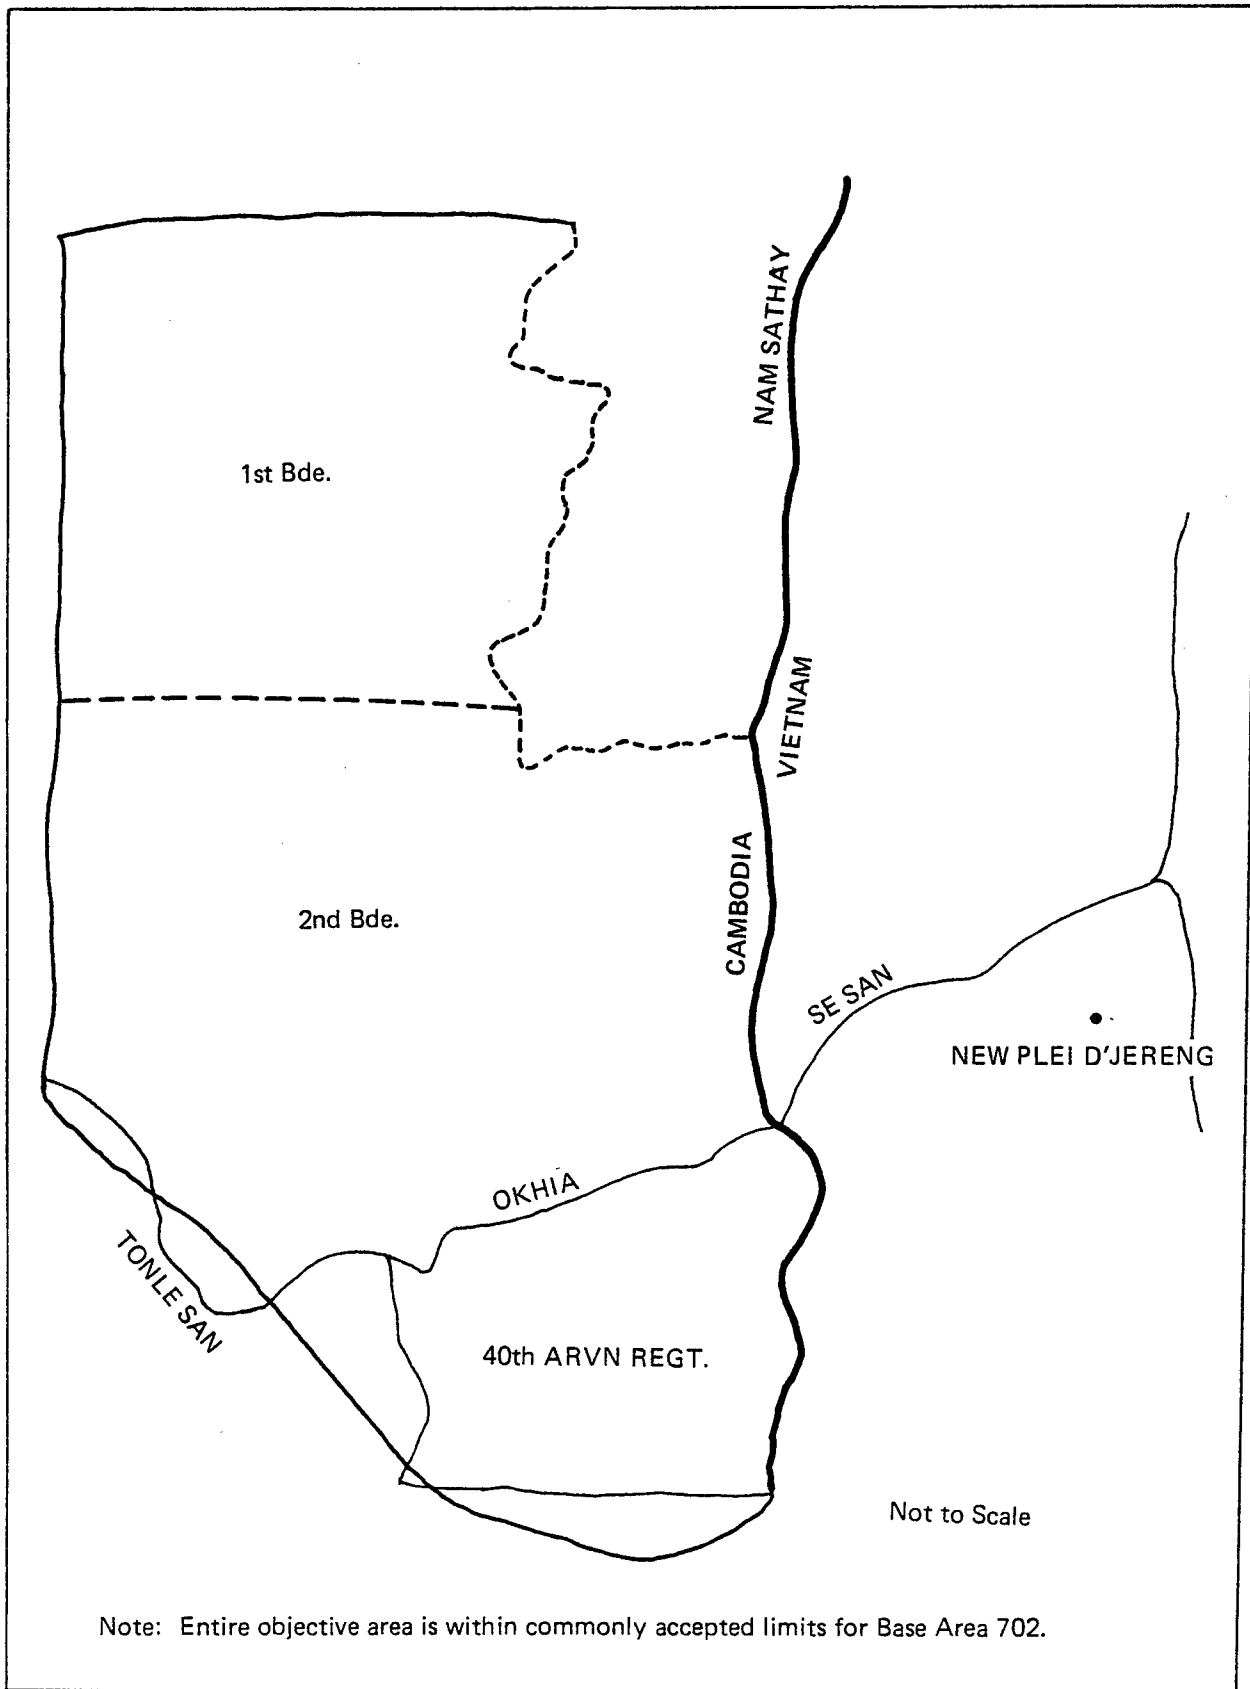 NAM SATHAY
1st Bde.
VIETNAM
CAMBODIA
2nd Bde.
SE SAN
NEW PLEI D'JERENG
OKHIA
TONLE SAN
40th ARVN REGT.
Not to Scale
Note: Entire objective area is within commonly accepted limits for Base Area 702.